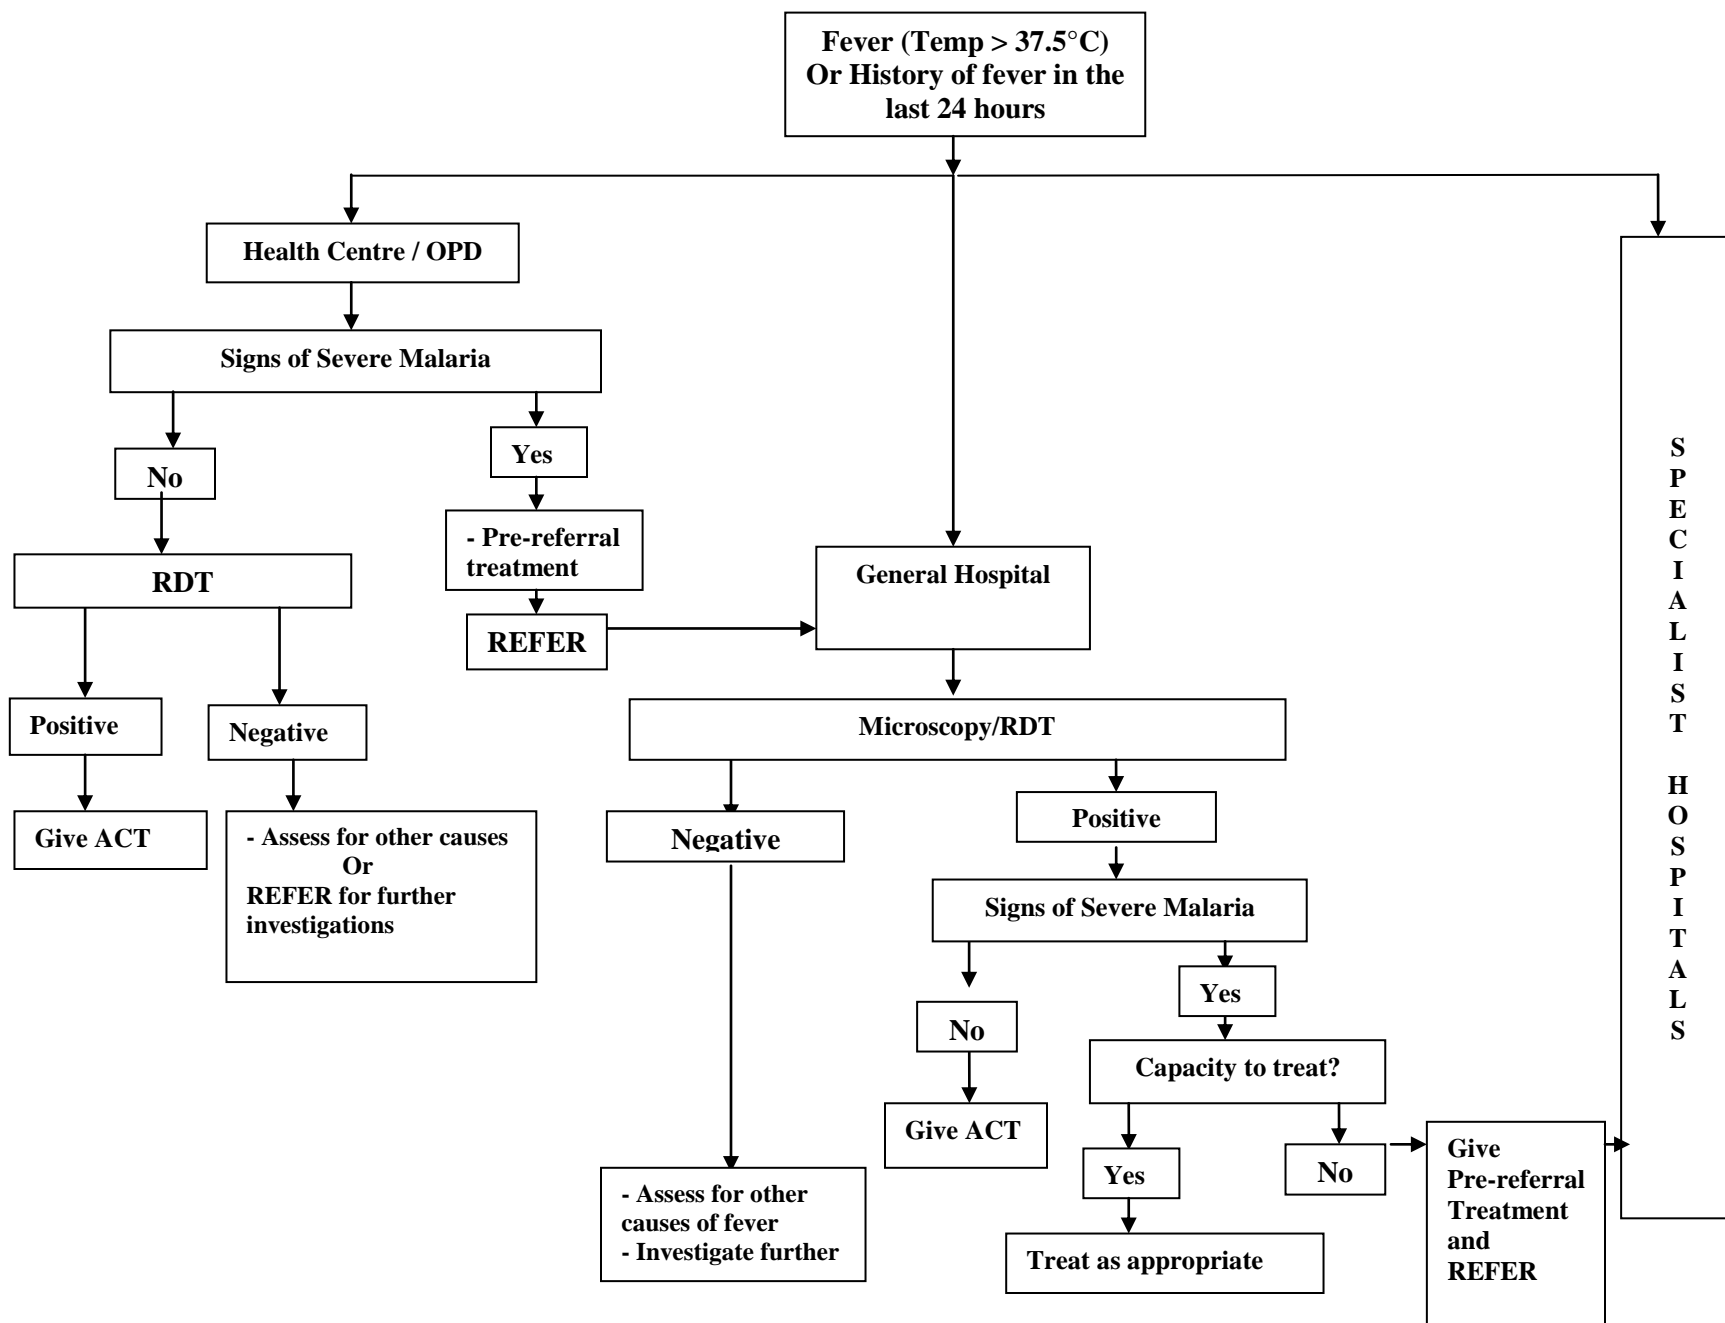 Fever (Temp > 37.5°C)
Or History of fever in the
last 24 hours
Health Centre / OPD
Signs of Severe Malaria
No
Yes
- Pre-referral
treatment
REFER
RDT
Positive
Negative
Give ACT
- Assess for other causes
Or
REFER for further
investigations
General Hospital
Microscopy/RDT
Negative
Positive
- Assess for other
causes of fever
- Investigate further
Signs of Severe Malaria
No
Yes
Give ACT
Capacity to treat?
Yes
No
Treat as appropriate
Give
Pre-referral
Treatment
and
REFER
S
P
E
C
I
A
L
I
S
T
H
O
S
P
I
T
A
L
S